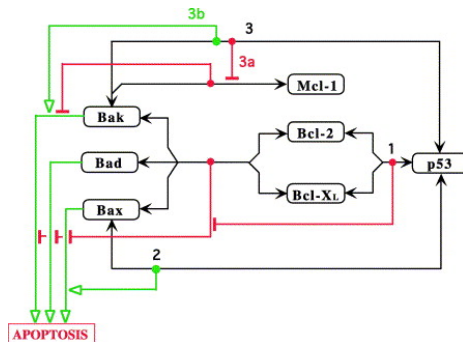 3b
3
3a
Mcl-1
Bak
Bcl-2
1
Bad
p53
Bcl-XL
Bax
2
APOPTOSIS